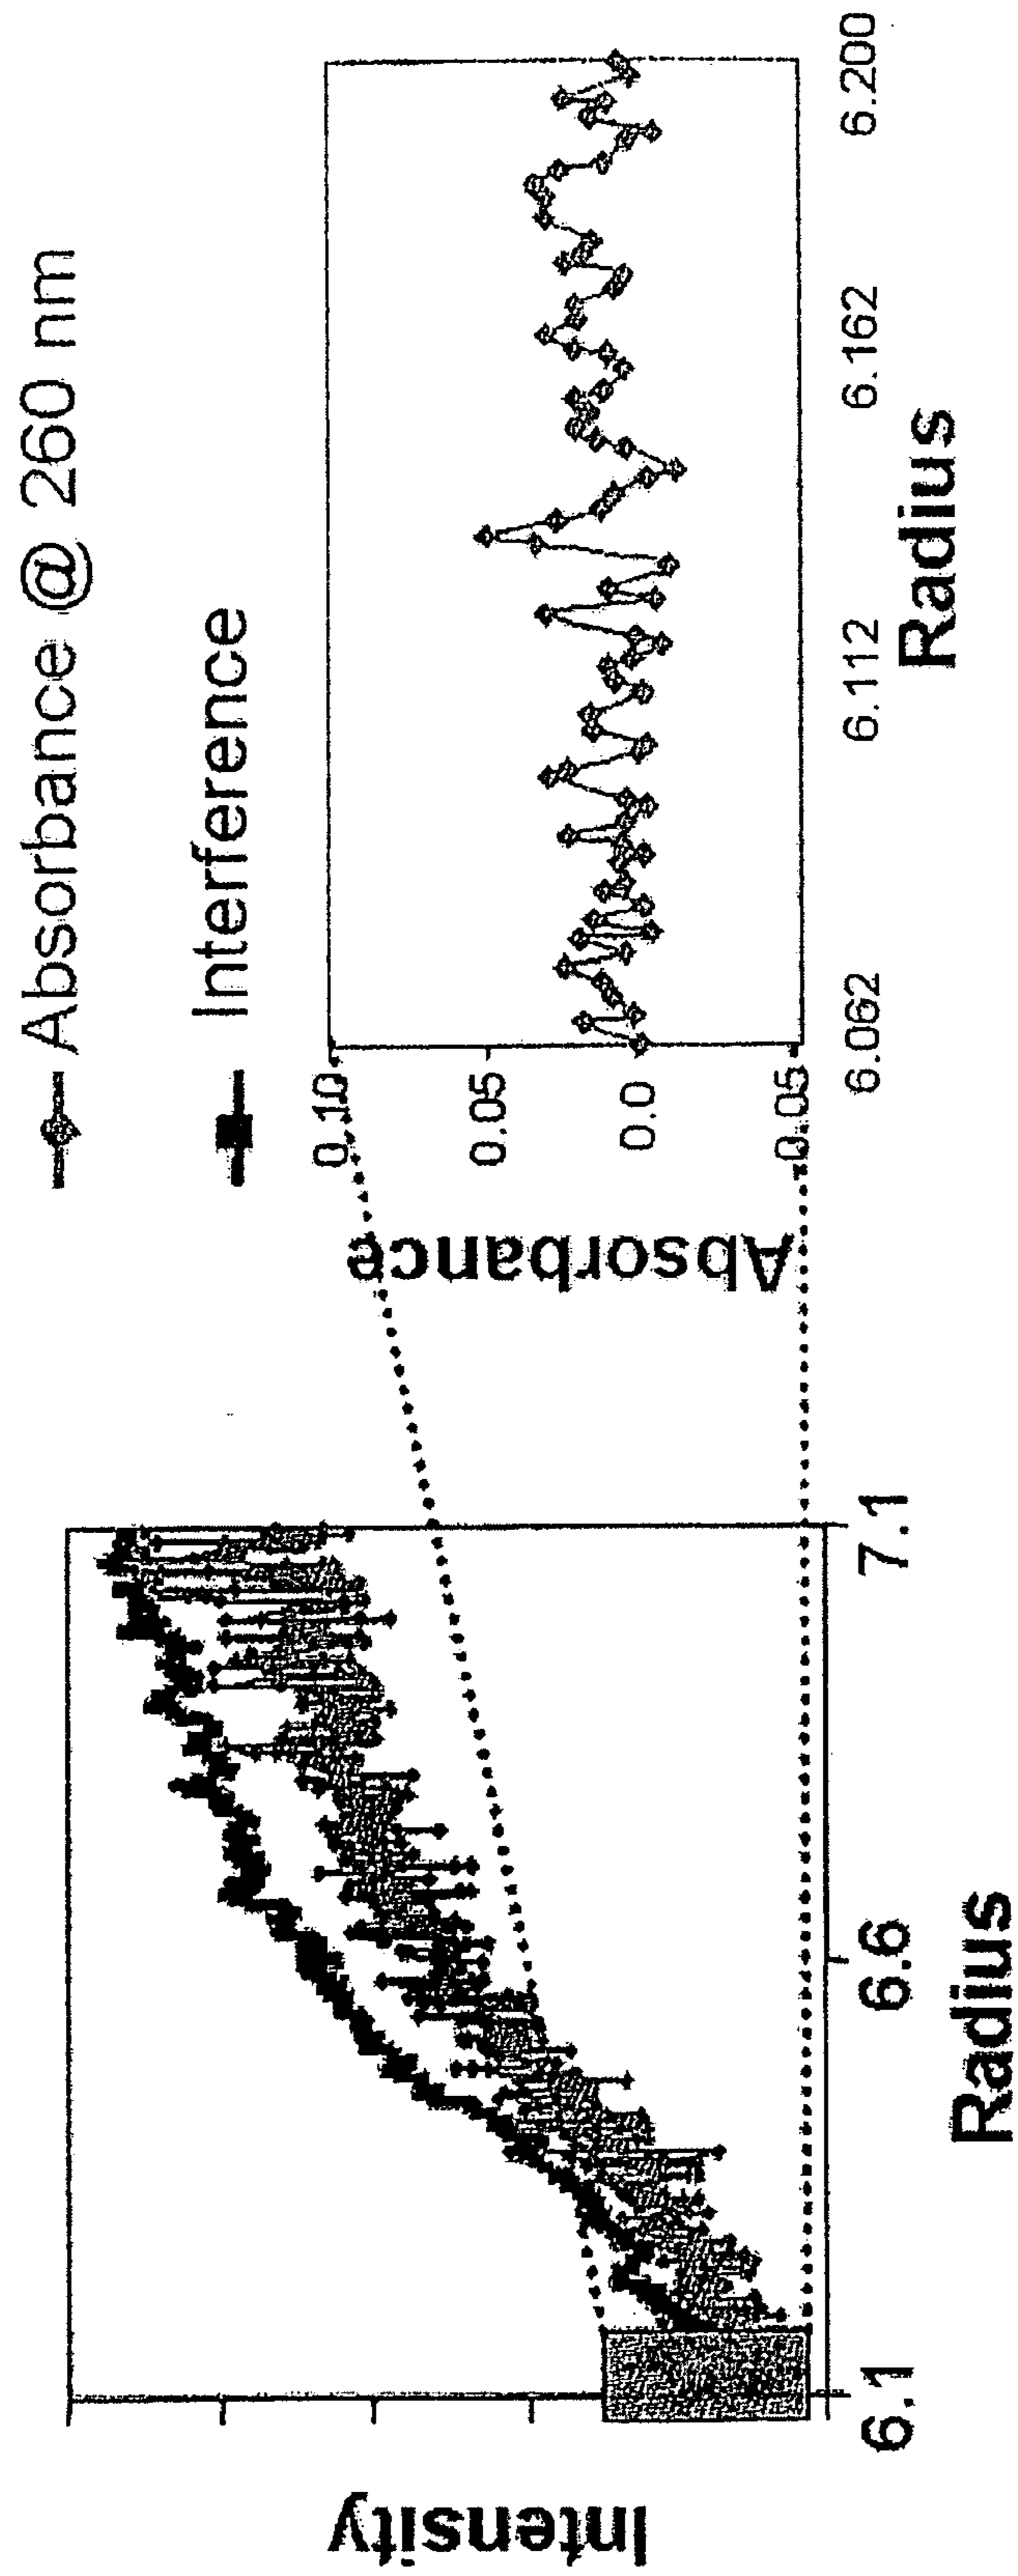 Absorbance @ 260 nm
Interference
Intensity
6.1
6.6
7.1
Radius
Absorbance
0.10
0.05
0.0
0.05
6.062
6.112
6.162
6.200
Radius